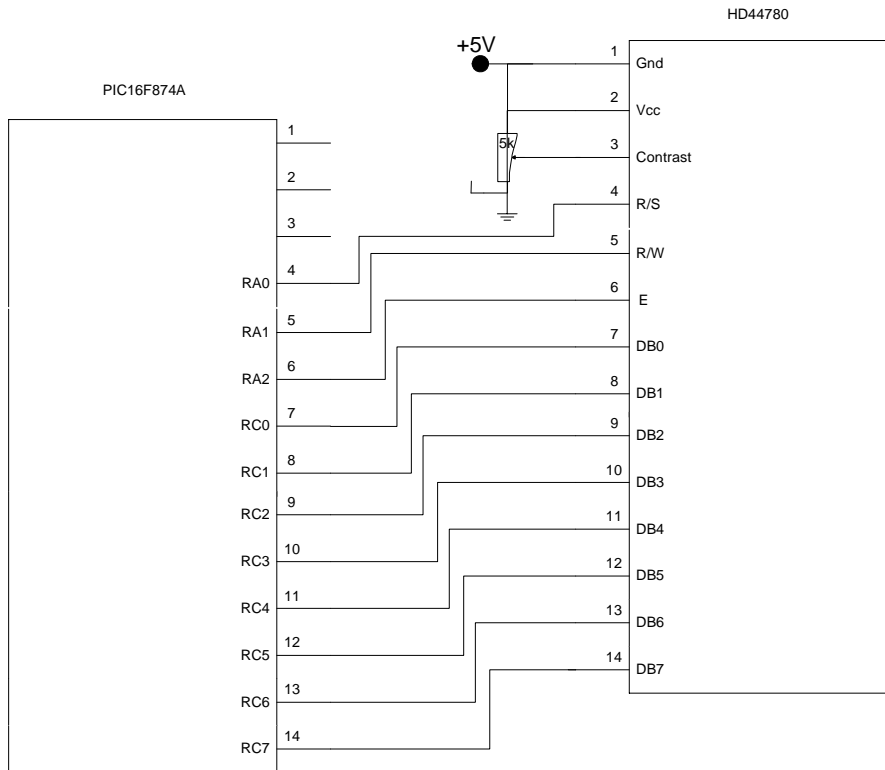 HD44780
+5V
PIC16F874A
1
2
3
RA0 4
RA1 5
RA2 6
RC0 7
RC1 8
RC2 9
RC3 10
RC4 11
RC5 12
RC6 13
RC7 14
5k
1 Gnd
2 Vcc
3 Contrast
4 R/S
5 R/W
6 E
7 DB0
8 DB1
9 DB2
10 DB3
11 DB4
12 DB5
13 DB6
14 DB7